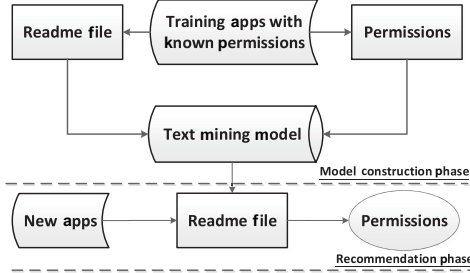 Readme file
Training apps with
known permissions
Permissions
Text mining model
Model construction phase
New apps
Readme file
Permissions
Recommendation phase